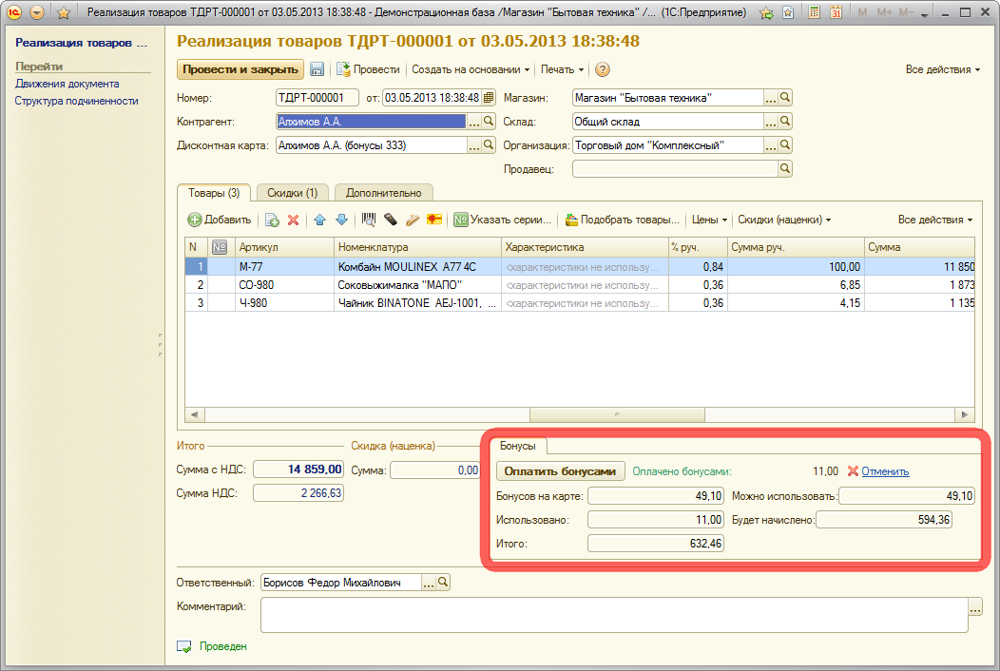 Реализация товаров ТДРТ-000001 от 03.05.2013 18:38:48 - Демонстрационная база /Магазин "Бытовая техника" /... (1С:Предприятие)
M M+ M-
Реализация товаров ...
Перейти
Движения документа
Структура подчиненности
Реализация товаров ТДРТ-000001 от 03.05.2013 18:38:48
Провести и закрыть Провести Создать на основании Печать ? Все действия
Номер: ТДРТ-000001 от: 03.05.2013 18:38:48 Магазин: Магазин "Бытовая техника" ...
Контрагент: Алхимов А.А. ... Склад: Общий склад ...
Дисконтная карта: Алхимов А.А. (бонусы 333) ... Организация: Торговый дом "Комплексный" ...
Продавец:
Товары (3) Скидки (1) Дополнительно
Добавить № Указать серии... Подобрать товары... Цены Скидки (наценки) Все действия
N № Артикул Номенклатура Характеристика % руч. Сумма руч. Сумма
1 М-77 Комбайн MOULINEX A77 4C <характеристики не использу... 0,84 100,00 11 850
2 СО-980 Соковыжималка "МАПО" <характеристики не использу... 0,36 6,85 1 873
3 Ч-980 Чайник BINATONE AEJ-1001, ... <характеристики не использу... 0,36 4,15 1 135
Итого Скидка (наценка) Бонусы
Сумма с НДС: 14 859,00 Сумма: 0,00 Оплатить бонусами Оплачено бонусами: 11,00 Отменить
Сумма НДС: 2 266,63 Бонусов на карте: 49,10 Можно использовать: 49,10
Использовано: 11,00 Будет начислено: 594,36
Итого: 632,46
Ответственный: Борисов Федор Михайлович ...
Комментарий: ...
Проведен